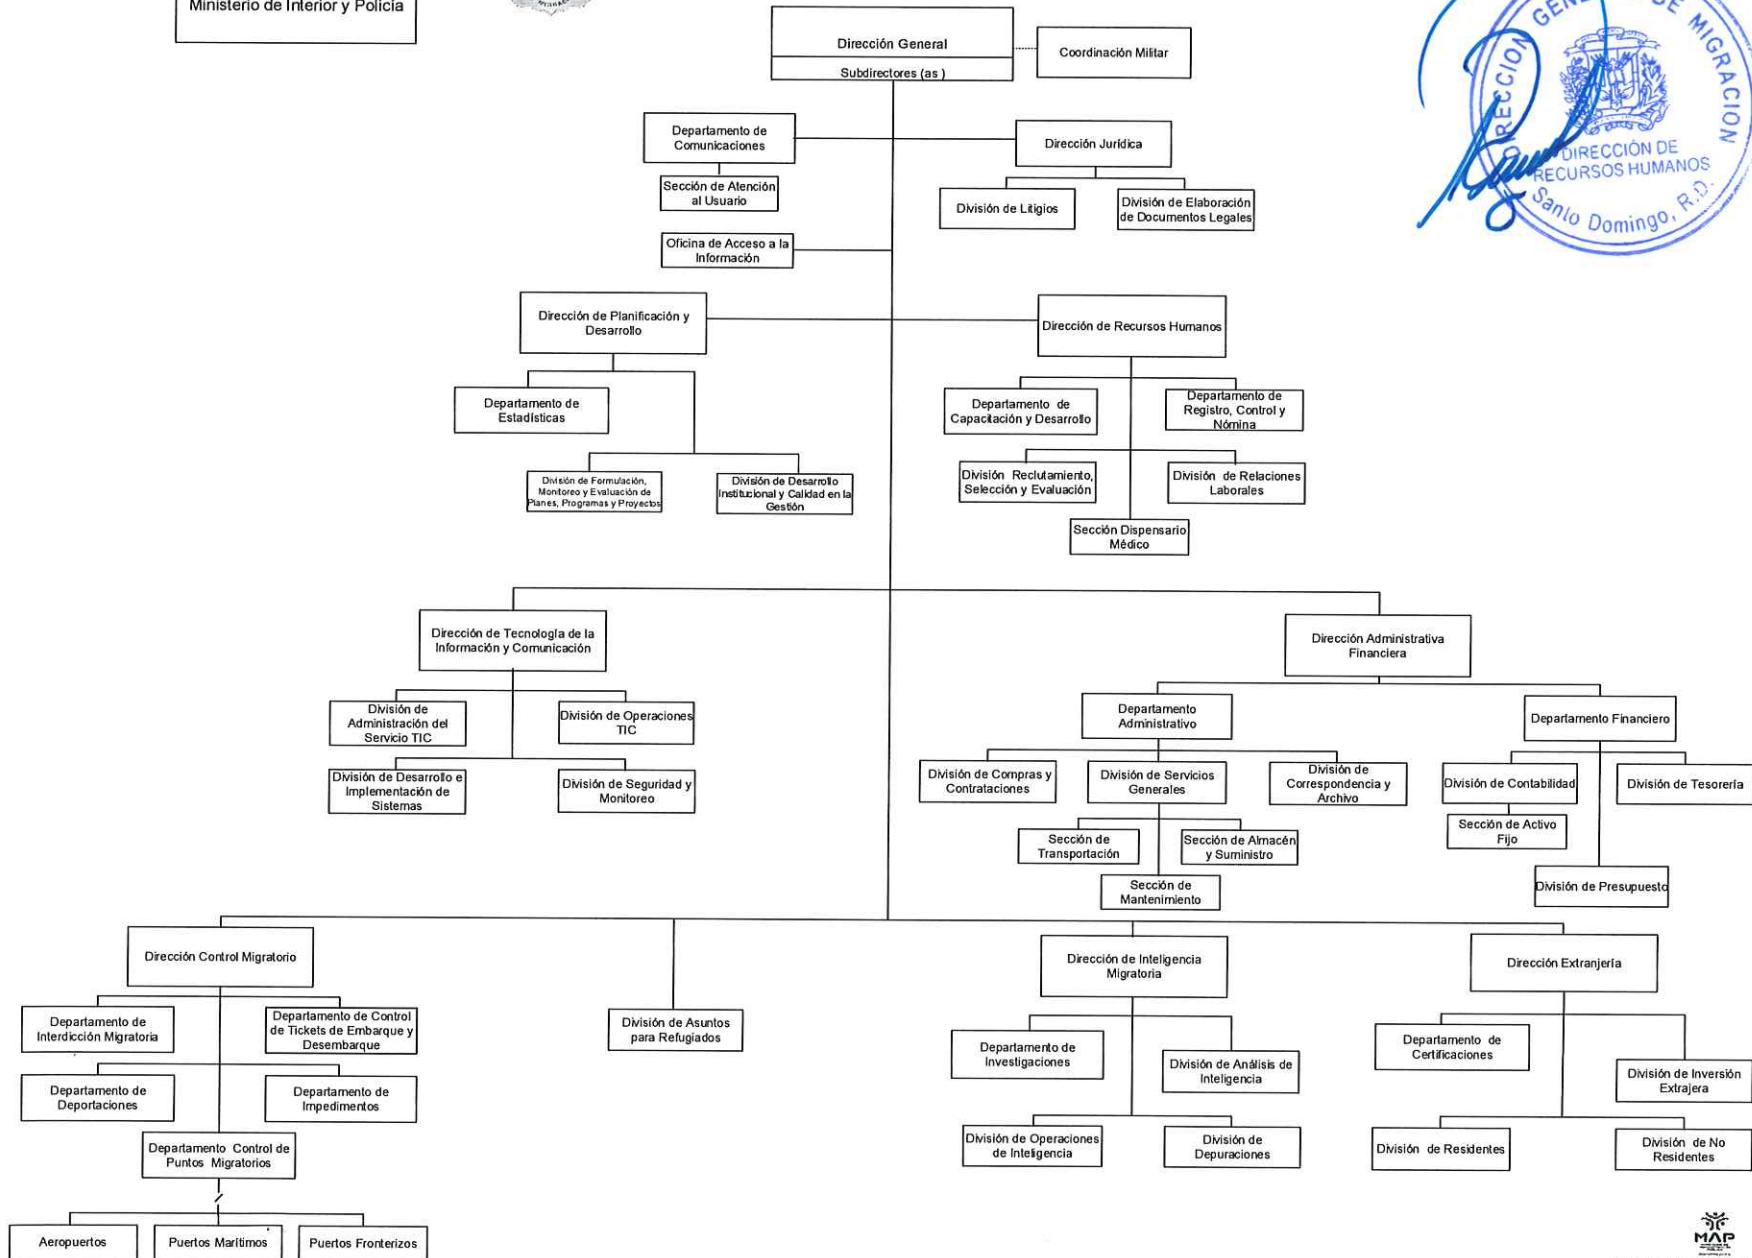 Ministerio de Interior y Policía
Dirección General
Subdirectores (as )
Coordinación Militar
DIRECCION GENERAL DE MIGRACION
DIRECCIÓN DE
RECURSOS HUMANOS
Santo Domingo, R.D.
Departamento de
Comunicaciones
Dirección Jurídica
Sección de Atención
al Usuario
División de Litigios
División de Elaboración
de Documentos Legales
Oficina de Acceso a la
Información
Dirección de Planificación y
Desarrollo
Dirección de Recursos Humanos
Departamento de
Estadísticas
Departamento de
Capacitación y Desarrollo
Departamento de
Registro, Control y
Nómina
División de Formulación,
Monitoreo y Evaluación de
Planes, Programas y Proyectos
División de Desarrollo
Institucional y Calidad en la
Gestión
División Reclutamiento,
Selección y Evaluación
División de Relaciones
Laborales
Sección Dispensario
Médico
Dirección de Tecnología de la
Información y Comunicación
Dirección Administrativa
Financiera
División de
Administración del
Servicio TIC
División de Operaciones
TIC
Departamento
Administrativo
Departamento Financiero
División de Desarrollo e
Implementación de
Sistemas
División de Seguridad y
Monitoreo
División de Compras y
Contrataciones
División de Servicios
Generales
División de
Correspondencia y
Archivo
División de Contabilidad
División de Tesorería
Sección de
Transportación
Sección de Almacén
y Suministro
Sección de Activo
Fijo
Sección de
Mantenimiento
División de Presupuesto
Dirección Control Migratorio
Dirección de Inteligencia
Migratoria
Dirección Extranjería
Departamento de
Interdicción Migratoria
Departamento de Control
de Tickets de Embarque y
Desembarque
División de Asuntos
para Refugiados
Departamento de
Investigaciones
División de Análisis de
Inteligencia
Departamento de
Certificaciones
División de Inversión
Extrajera
Departamento de
Deportaciones
Departamento de
Impedimentos
División de Operaciones
de Inteligencia
División de
Depuraciones
División de Residentes
División de No
Residentes
Departamento Control de
Puntos Migratorios
Aeropuertos
Puertos Marítimos
Puertos Fronterizos
MAP